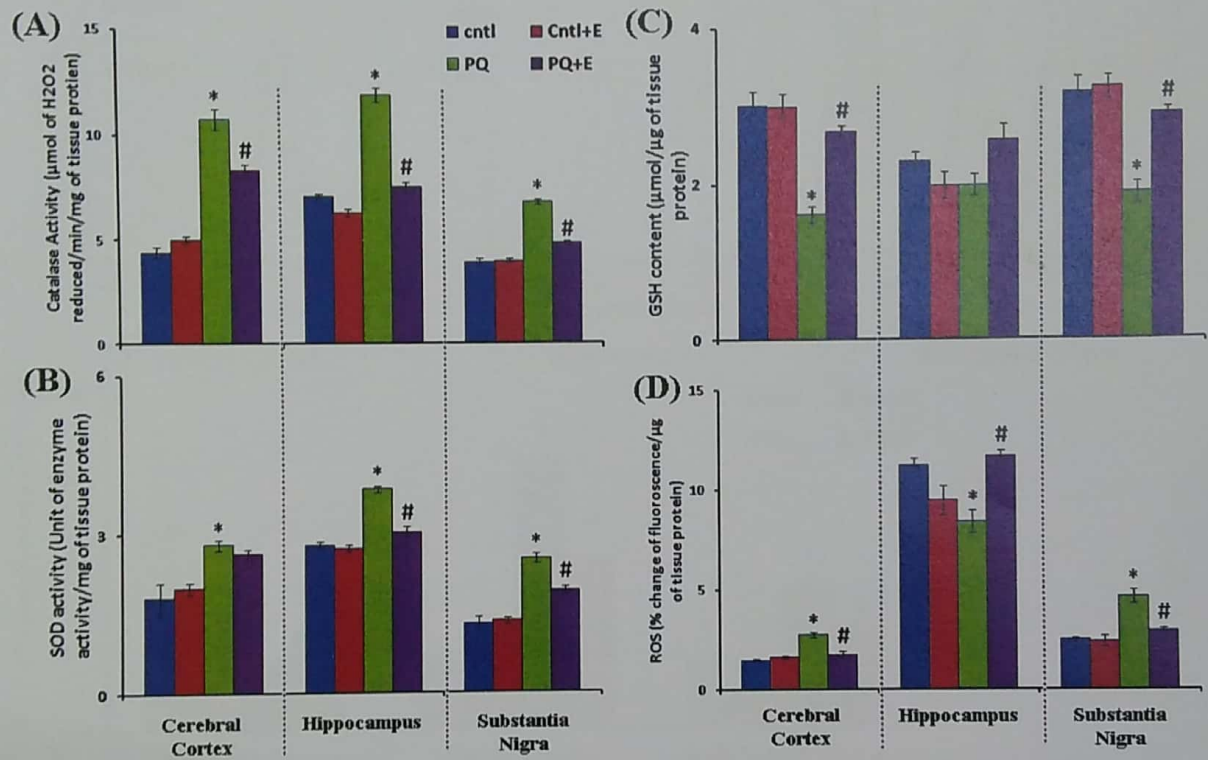 (A)
Catalase Activity (µmol of H2O2
reduced/min/mg of tissue protien)
15
10
5
0
cntl
Cntl+E
PQ
PQ+E
*
#
*
#
*
#
(B)
SOD activity (Unit of enzyme
activity/mg of tissue protein)
6
3
0
*
*
#
*
#
Cerebral
Cortex
Hippocampus
Substantia
Nigra
(C)
GSH content (µmol/µg of tissue
protein)
4
2
0
*
#
*
#
(D)
ROS (% change of fluoroscence/µg
of tissue protein)
15
10
5
0
*
#
*
#
*
#
Cerebral
Cortex
Hippocampus
Substantia
Nigra